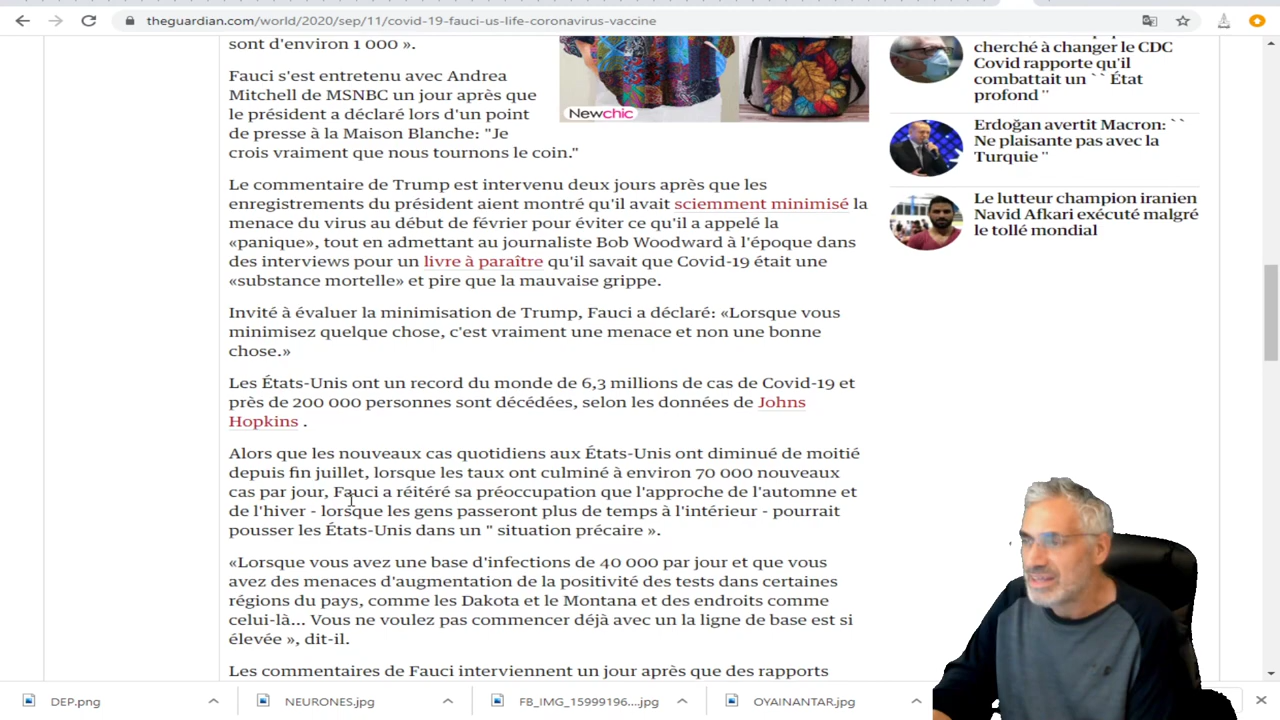 theguardian.com/world/2020/sep/11/covid-19-fauci-us-life-coronavirus-vaccine
sont d'environ 1 000 ».
Fauci s'est entretenu avec Andrea
Mitchell de MSNBC un jour après que
le président a déclaré lors d'un point
de presse à la Maison Blanche: "Je
crois vraiment que nous tournons le coin."
Newchic
Le commentaire de Trump est intervenu deux jours après que les
enregistrements du président aient montré qu'il avait sciemment minimisé la
menace du virus au début de février pour éviter ce qu'il a appelé la
«panique», tout en admettant au journaliste Bob Woodward à l'époque dans
des interviews pour un livre à paraître qu'il savait que Covid-19 était une
«substance mortelle» et pire que la mauvaise grippe.
Invité à évaluer la minimisation de Trump, Fauci a déclaré: «Lorsque vous
minimisez quelque chose, c'est vraiment une menace et non une bonne
chose.»
Les États-Unis ont un record du monde de 6,3 millions de cas de Covid-19 et
près de 200 000 personnes sont décédées, selon les données de Johns
Hopkins .
Alors que les nouveaux cas quotidiens aux États-Unis ont diminué de moitié
depuis fin juillet, lorsque les taux ont culminé à environ 70 000 nouveaux
cas par jour, Fauci a réitéré sa préoccupation que l'approche de l'automne et
de l'hiver - lorsque les gens passeront plus de temps à l'intérieur - pourrait
pousser les États-Unis dans un " situation précaire ».
«Lorsque vous avez une base d'infections de 40 000 par jour et que vous
avez des menaces d'augmentation de la positivité des tests dans certaines
régions du pays, comme les Dakota et le Montana et des endroits comme
celui-là... Vous ne voulez pas commencer déjà avec un la ligne de base est si
élevée », dit-il.
Les commentaires de Fauci interviennent un jour après que des rapports
cherché à changer le CDC
Covid rapporte qu'il
combattait un `` État
profond ''
Erdoğan avertit Macron: ``
Ne plaisante pas avec la
Turquie ''
Le lutteur champion iranien
Navid Afkari exécuté malgré
le tollé mondial
DEP.png
NEURONES.jpg
FB_IMG_15999196....jpg
OYAINANTAR.jpg